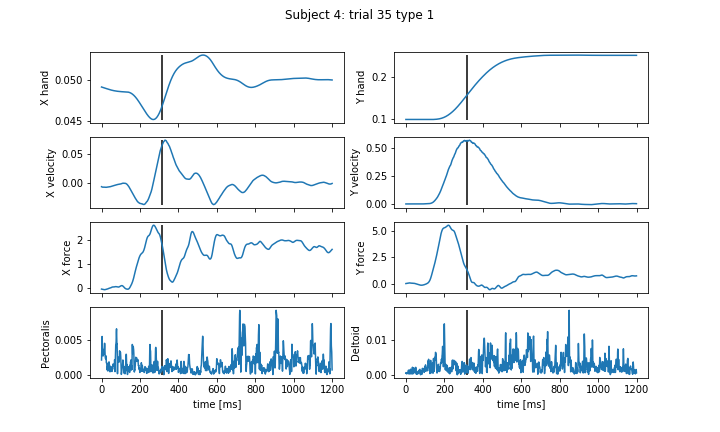 Subject 4: trial 35 type 1
X hand
0.050
0.045
Y hand
0.2
0.1
X velocity
0.05
0.00
Y velocity
0.50
0.25
0.00
X force
2
1
0
Y force
5.0
2.5
0.0
Pectoralis
0.005
0.000
0 200 400 600 800 1000 1200
time [ms]
Deltoid
0.01
0.00
0 200 400 600 800 1000 1200
time [ms]